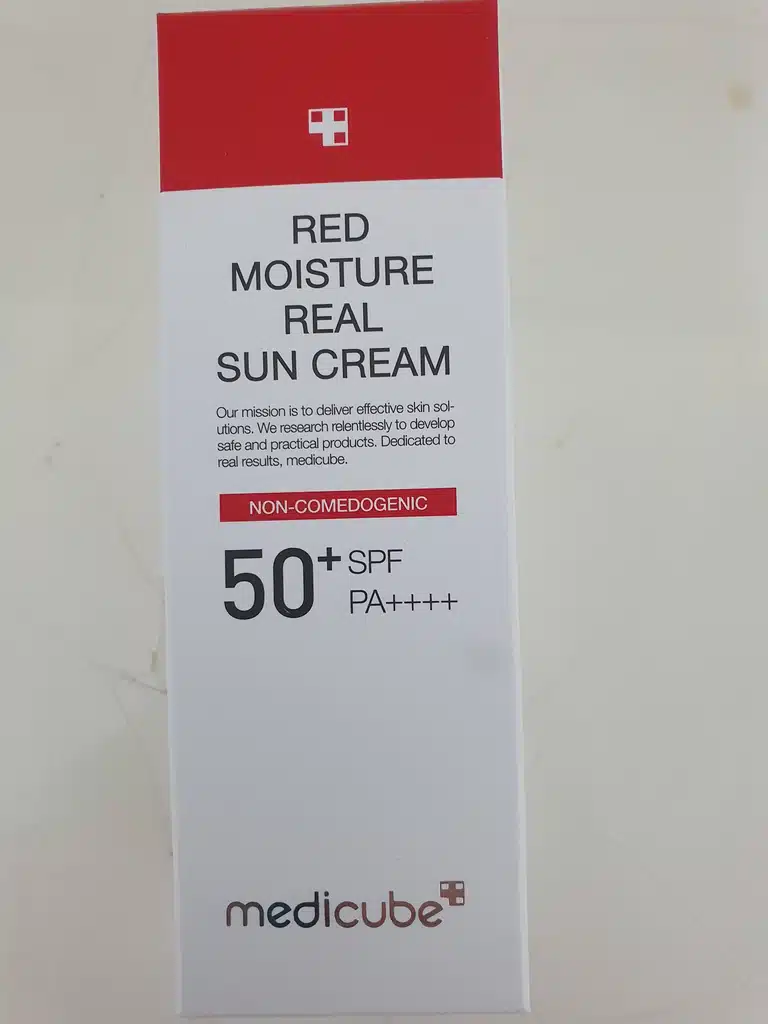 RED
MOISTURE
REAL
SUN CREAM
Our mission is to deliver effective skin sol-
utions. We research relentlessly to develop
safe and practical products. Dedicated to
real results, medicube.
NON-COMEDOGENIC
50+ SPF
PA++++
medicube